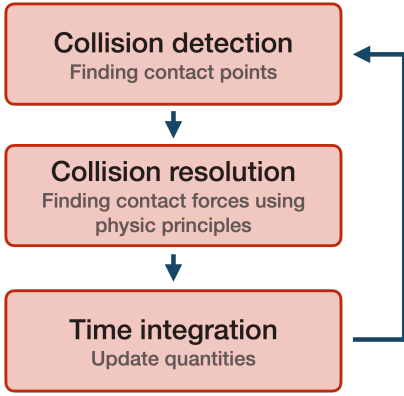 Collision detection
Finding contact points
Collision resolution
Finding contact forces using
physic principles
Time integration
Update quantities